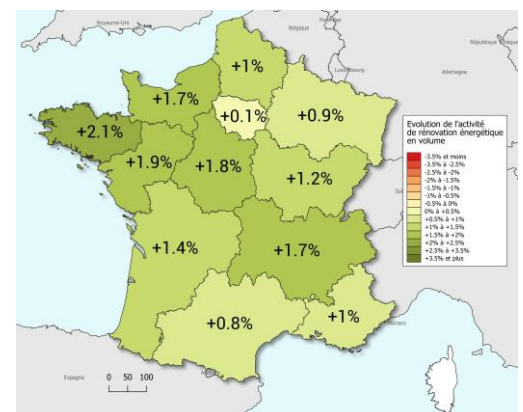 Royaume-Uni
Belgique
Luxembourg
Allemagne
+1%
+1.7%
+0.1%
+0.9%
+2.1%
+1.9%
+1.8%
+1.2%
+1.4%
+1.7%
+0.8%
+1%
Espagne
0 50 100
Evolution de l'activité
de rénovation énergétique
en volume
-3.5% et moins
-3.5% à -2.5%
-2.5% à -2%
-2% à -1.5%
-1.5% à -1%
-1% à -0.5%
-0.5% à 0%
0% à +0.5%
+0.5% à +1%
+1% à +1.5%
+1.5% à +2%
+2% à +2.5%
+2.5% à +3.5%
+3.5% et plus